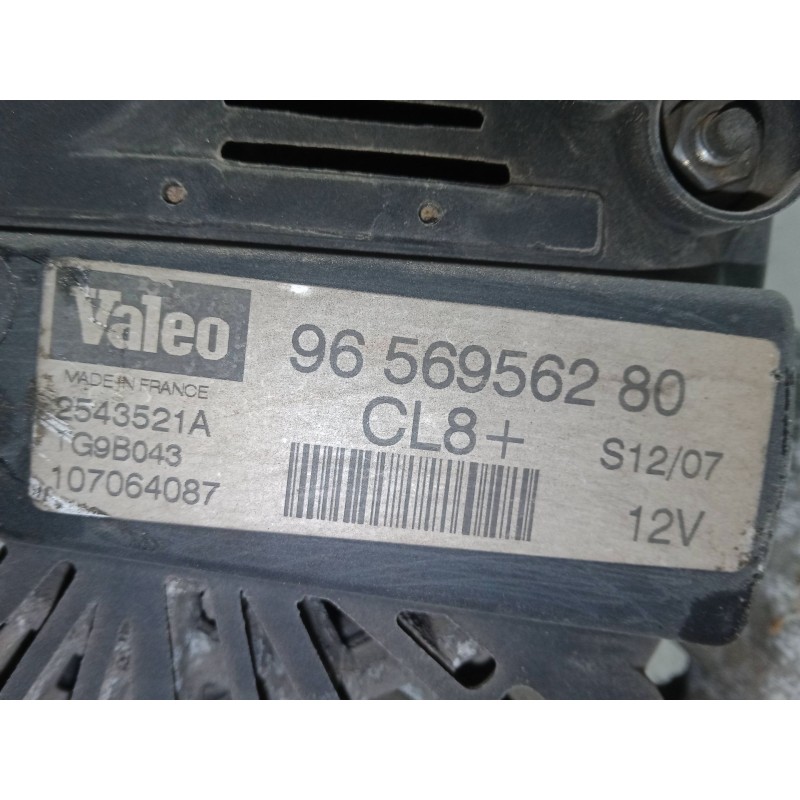 Valeo
MADE IN FRANCE
2543521A
TG9B043
107064087
96 569562 80
CL8+
S12/07
12V